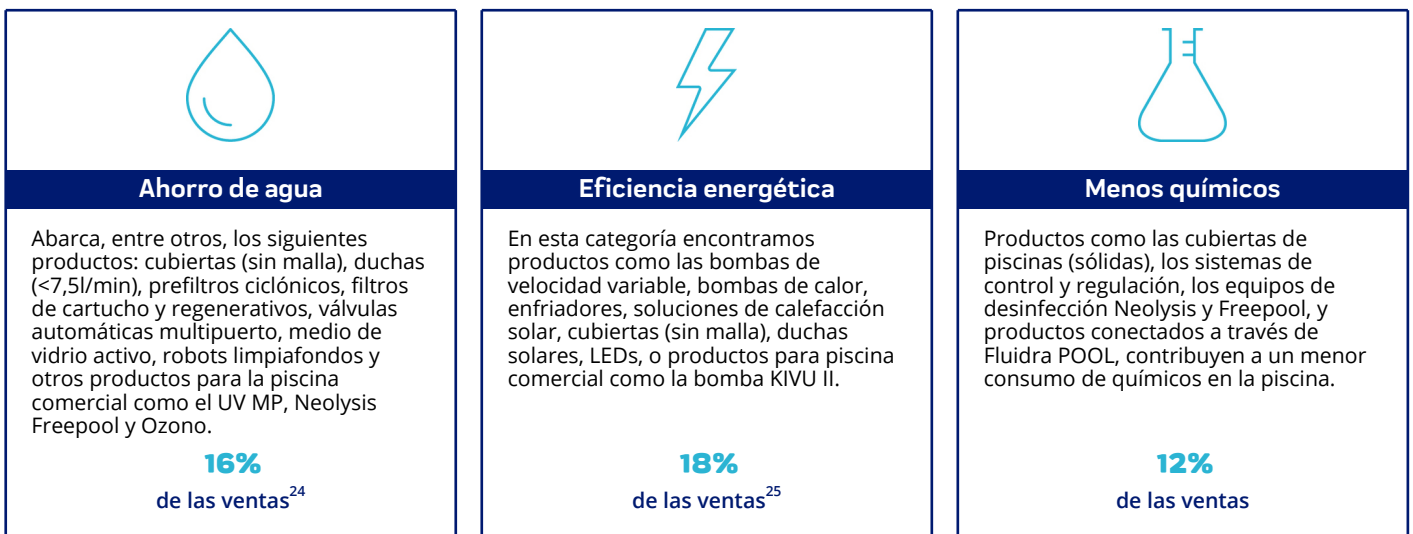 Ahorro de agua
Abarca, entre otros, los siguientes
productos: cubiertas (sin malla), duchas
(<7,5l/min), prefiltros ciclónicos, filtros
de cartucho y regenerativos, válvulas
automáticas multipuerto, medio de
vidrio activo, robots limpiafondos y
otros productos para la piscina
comercial como el UV MP, Neolysis
Freepool y Ozono.
16%
de las ventas24
Eficiencia energética
En esta categoría encontramos
productos como las bombas de
velocidad variable, bombas de calor,
enfriadores, soluciones de calefacción
solar, cubiertas (sin malla), duchas
solares, LEDs, o productos para piscina
comercial como la bomba KIVU II.
18%
de las ventas25
Menos químicos
Productos como las cubiertas de
piscinas (sólidas), los sistemas de
control y regulación, los equipos de
desinfección Neolysis y Freepool, y
productos conectados a través de
Fluidra POOL, contribuyen a un menor
consumo de químicos en la piscina.
12%
de las ventas